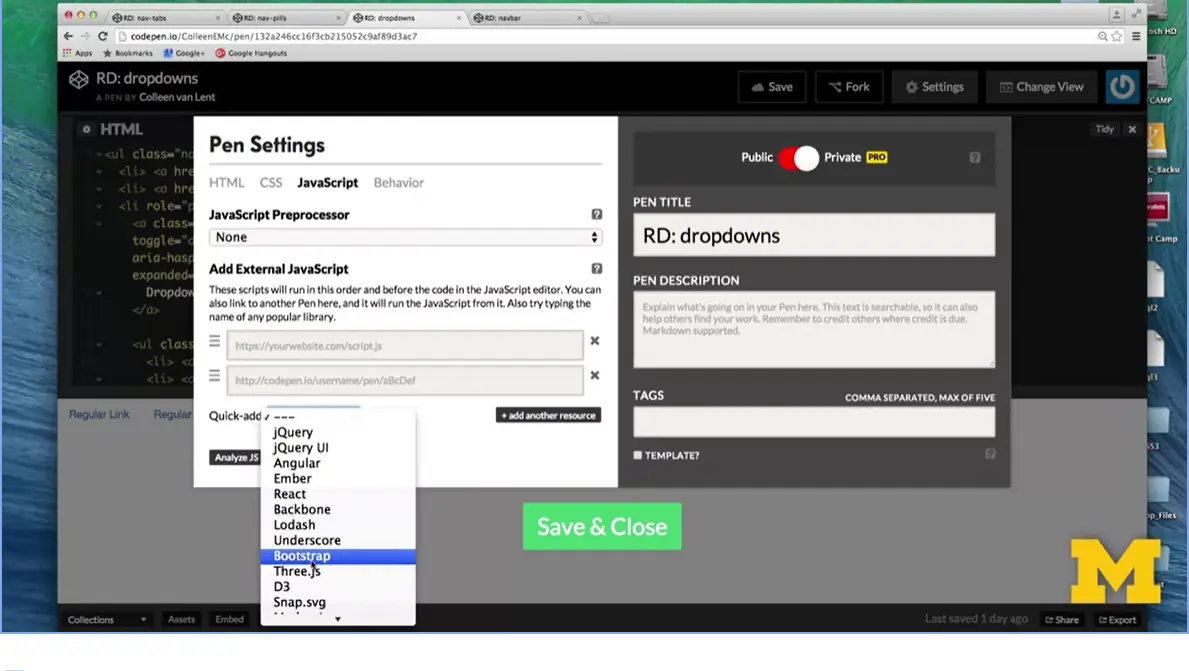 RD: nav-tabs
RD: nav-pills
RD: dropdowns
RD: navbar
codepen.io/ColleenEMc/pen/132a246cc16f3cb215052c9af89d3ac7
Apps
Bookmarks
Google+
Google Hangouts
osh HD
RD: dropdowns
A PEN BY Colleen van Lent
Save
Fork
Settings
Change View
HTML
Tidy
<ul class="na
<li> <a hre
<li> <a hre
<li role="p
<a class=
toggle="d
aria-hasp
expanded=
Dropdow
</a>
<ul clas
<li> <a
<li> <a
Pen Settings
HTML CSS JavaScript Behavior
JavaScript Preprocessor
None
Add External JavaScript
These scripts will run in this order and before the code in the JavaScript editor. You can
also link to another Pen here, and it will run the JavaScript from it. Also try typing the
name of any popular library.
https://yourwebsite.com/script.js
http://codepen.io/username/pen/aBcDef
Quick-add
+ add another resource
Analyze JS
---
jQuery
jQuery UI
Angular
Ember
React
Backbone
Lodash
Underscore
Bootstrap
Three.js
D3
Snap.svg
Public
Private PRO
PEN TITLE
RD: dropdowns
PEN DESCRIPTION
Explain what's going on in your Pen here. This text is searchable, so it can also
help others find your work. Remember to credit others where credit is due.
Markdown supported.
TAGS
COMMA SEPARATED, MAX OF FIVE
TEMPLATE?
Save & Close
Regular Link
Regular
Collections
Assets
Embed
Last saved 1 day ago
Share
Export
M